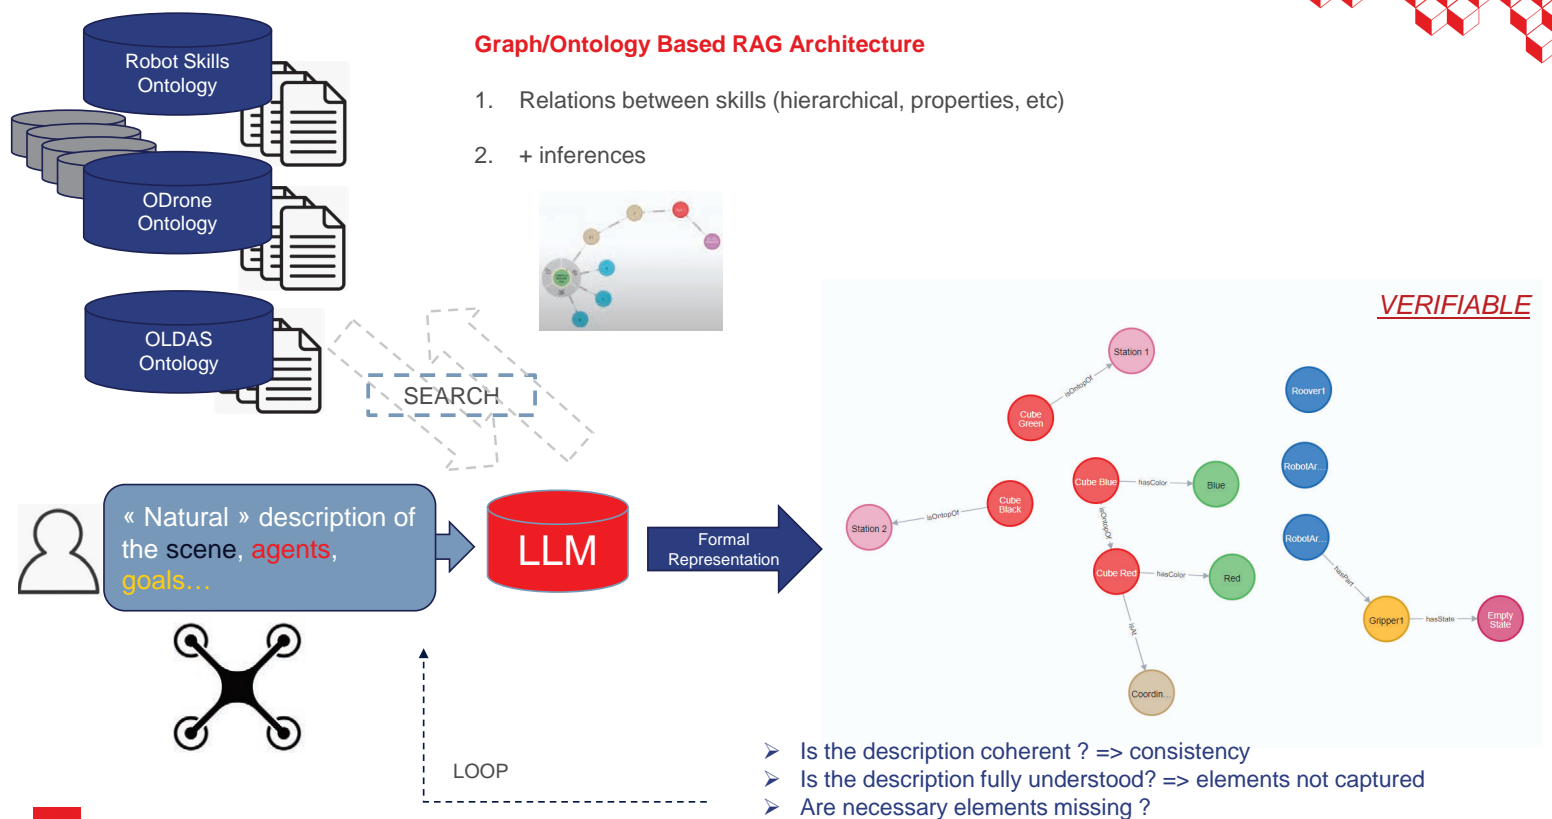 Robot Skills
Ontology
ODrone
Ontology
OLDAS
Ontology
Graph/Ontology Based RAG Architecture
1. Relations between skills (hierarchical, properties, etc)
2. + inferences
SEARCH
« Natural » description of
the scene, agents,
goals…
LLM
Formal
Representation
VERIFIABLE
Station 1
isOntopOf
Cube
Green
Roover1
Cube Blue
hasColor
Blue
RobotAr...
Cube
Black
isOntopOf
Station 2
isOntopOf
RobotAr...
Cube Red
hasColor
Red
hasPart
isAt
Gripper1
hasState
Empty
State
Coordin...
LOOP
➢ Is the description coherent ? => consistency
➢ Is the description fully understood? => elements not captured
➢ Are necessary elements missing ?